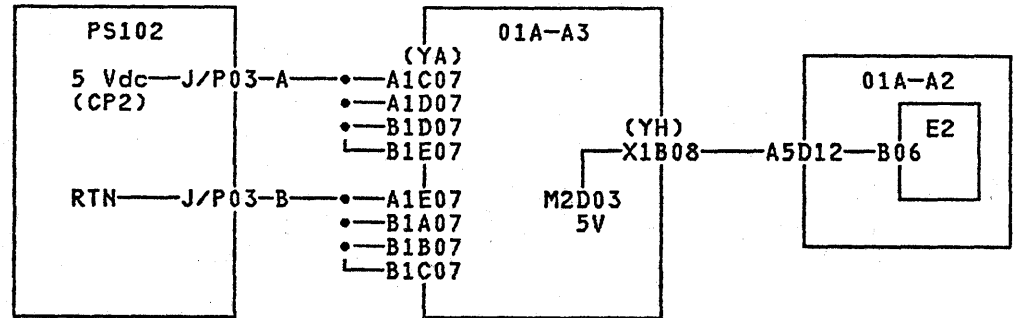 PS102
01A-A3
(YA)
5 Vdc J/P03-A A1C07
(CP2) A1D07
B1D07
B1E07
RTN J/P03-B A1E07
B1A07
B1B07
B1C07
(YH)
X1B08
M2D03
5V
01A-A2
E2
A5D12 B06